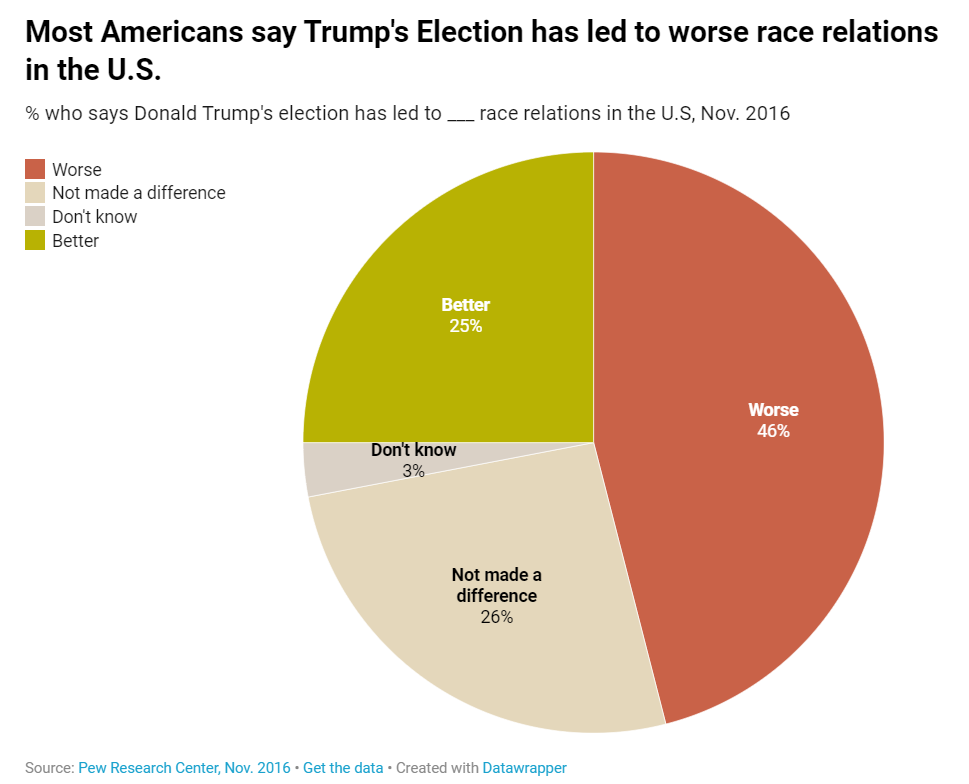 Most Americans say Trump's Election has led to worse race relations
in the U.S.
% who says Donald Trump's election has led to ___ race relations in the U.S, Nov. 2016
Worse
Not made a difference
Don't know
Better
Better
25%
Worse
46%
Don't know
3%
Not made a
difference
26%
Source: Pew Research Center, Nov. 2016 • Get the data • Created with Datawrapper